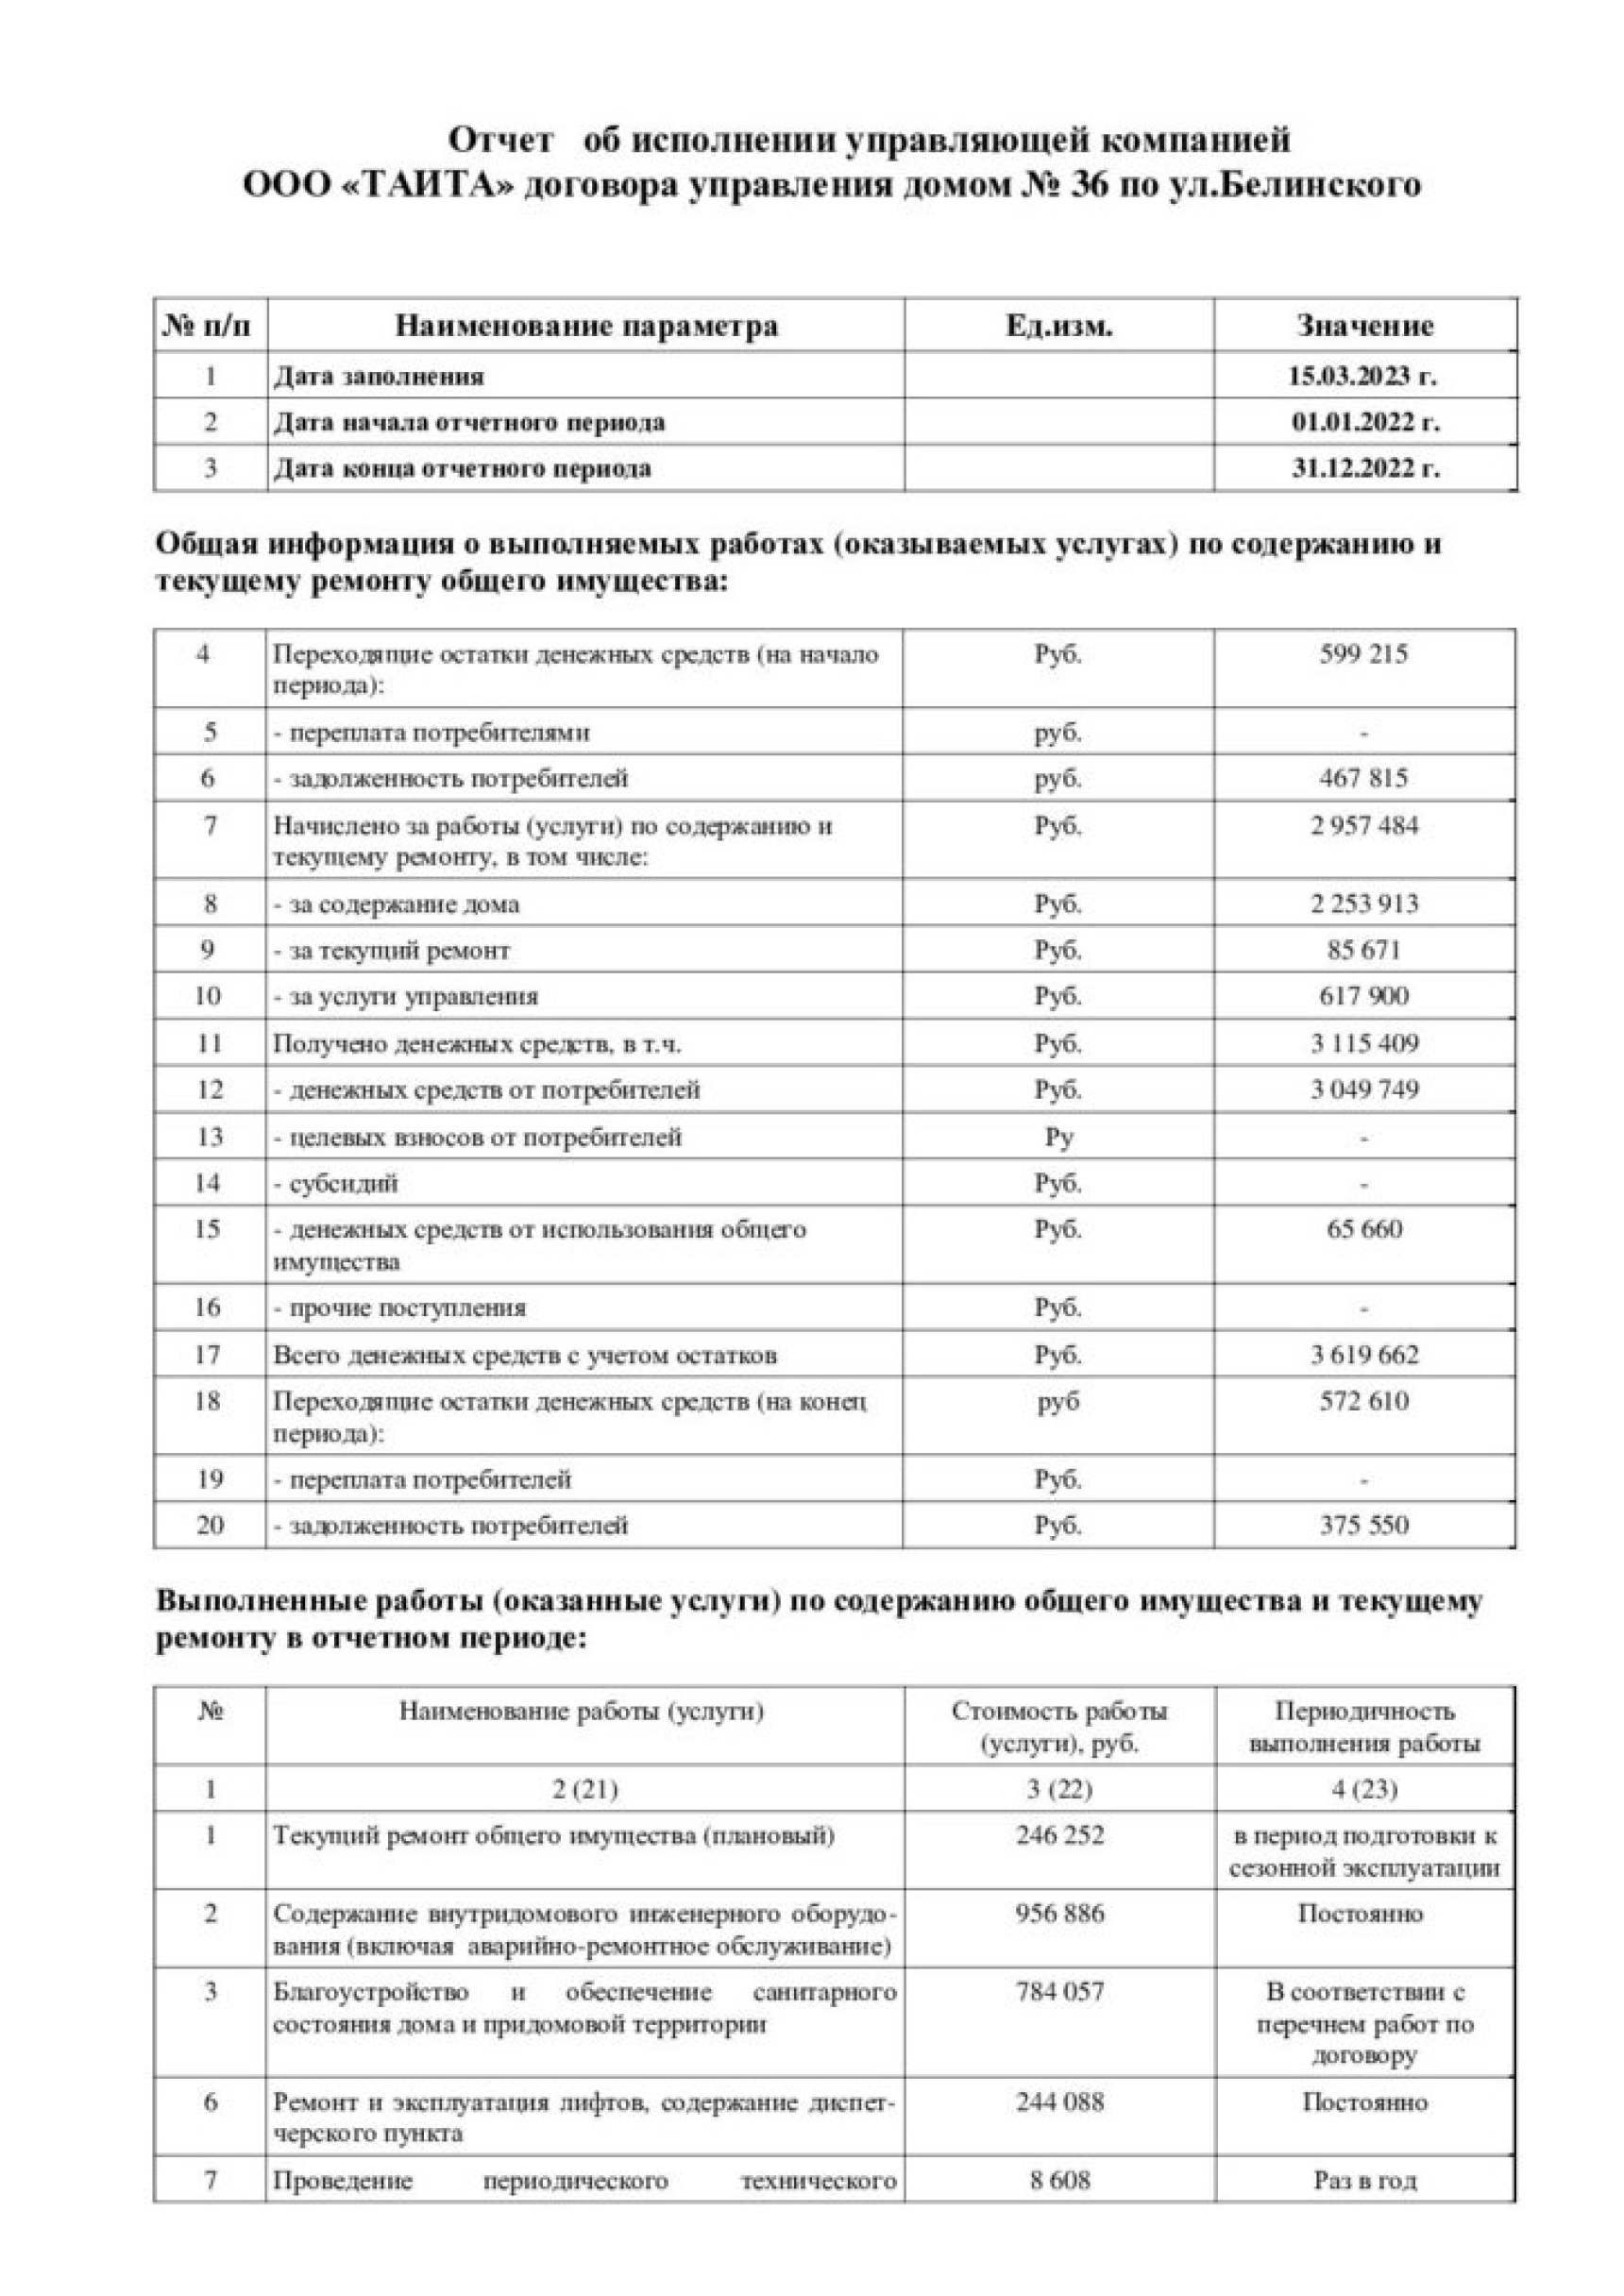 Отчет об исполнении управляющей компанией
ООО «ТАИТА» договора управления домом № 36 по ул.Белинского
№ п/п Наименование параметра Ед.изм. Значение
1 Дата заполнения 15.03.2023 г.
2 Дата начала отчетного периода 01.01.2022 г.
3 Дата конца отчетного периода 31.12.2022 г.
Общая информация о выполняемых работах (оказываемых услугах) по содержанию и
текущему ремонту общего имущества:
4 Переходящие остатки денежных средств (на начало Руб. 599 215
периода):
5 - переплата потребителями руб. -
6 - задолженность потребителей руб. 467 815
7 Начислено за работы (услуги) по содержанию и Руб. 2 957 484
текущему ремонту, в том числе:
8 - за содержание дома Руб. 2 253 913
9 - за текущий ремонт Руб. 85 671
10 - за услуги управления Руб. 617 900
11 Получено денежных средств, в т.ч. Руб. 3 115 409
12 - денежных средств от потребителей Руб. 3 049 749
13 - целевых взносов от потребителей Ру -
14 - субсидий Руб. -
15 - денежных средств от использования общего Руб. 65 660
имущества
16 - прочие поступления Руб. -
17 Всего денежных средств с учетом остатков Руб. 3 619 662
18 Переходящие остатки денежных средств (на конец руб 572 610
периода):
19 - переплата потребителей Руб. -
20 - задолженность потребителей Руб. 375 550
Выполненные работы (оказанные услуги) по содержанию общего имущества и текущему
ремонту в отчетном периоде:
№ Наименование работы (услуги) Стоимость работы Периодичность
(услуги), руб. выполнения работы
1 2 (21) 3 (22) 4 (23)
1 Текущий ремонт общего имущества (плановый) 246 252 в период подготовки к
сезонной эксплуатации
2 Содержание внутридомового инженерного оборудо- 956 886 Постоянно
вания (включая аварийно-ремонтное обслуживание)
3 Благоустройство и обеспечение санитарного 784 057 В соответствии с
состояния дома и придомовой территории перечнем работ по
договору
6 Ремонт и эксплуатация лифтов, содержание диспет- 244 088 Постоянно
черского пункта
7 Проведение периодического технического 8 608 Раз в год